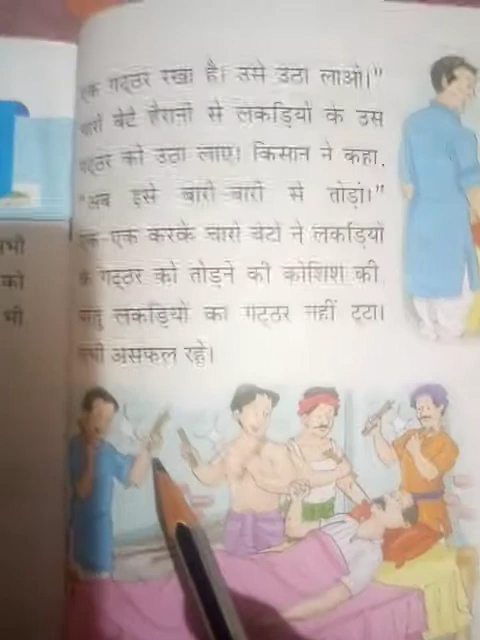 एक गट्ठर रखा है। उसे उठा लाओ।"
चारों बेटे हैरानी से लकड़ियों के उस
गट्ठर को उठा लाए। किसान ने कहा,
"अब इसे बारी-बारी से तोड़ो।"
एक-एक करके चारों बेटों ने लकड़ियों
के गट्ठर को तोड़ने की कोशिश की,
परंतु लकड़ियों का गट्ठर नहीं टूटा।
सभी असफल रहे।
को
भी